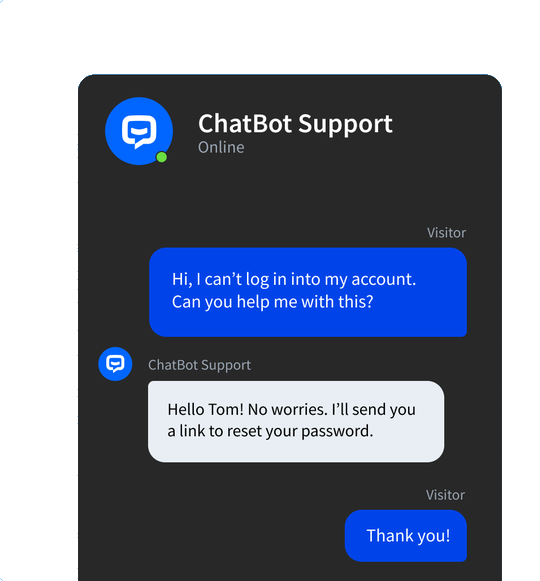 ChatBot Support
Online
Visitor
Hi, I can’t log in into my account.
Can you help me with this?
ChatBot Support
Hello Tom! No worries. I’ll send you
a link to reset your password.
Visitor
Thank you!